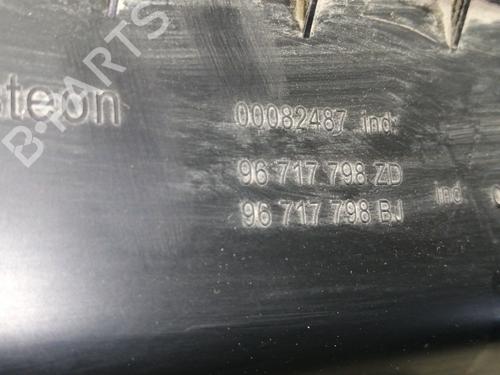 B-PARTS
steon
00082487 ind:
96 717 798 ZD
96 717 798 BJ ind